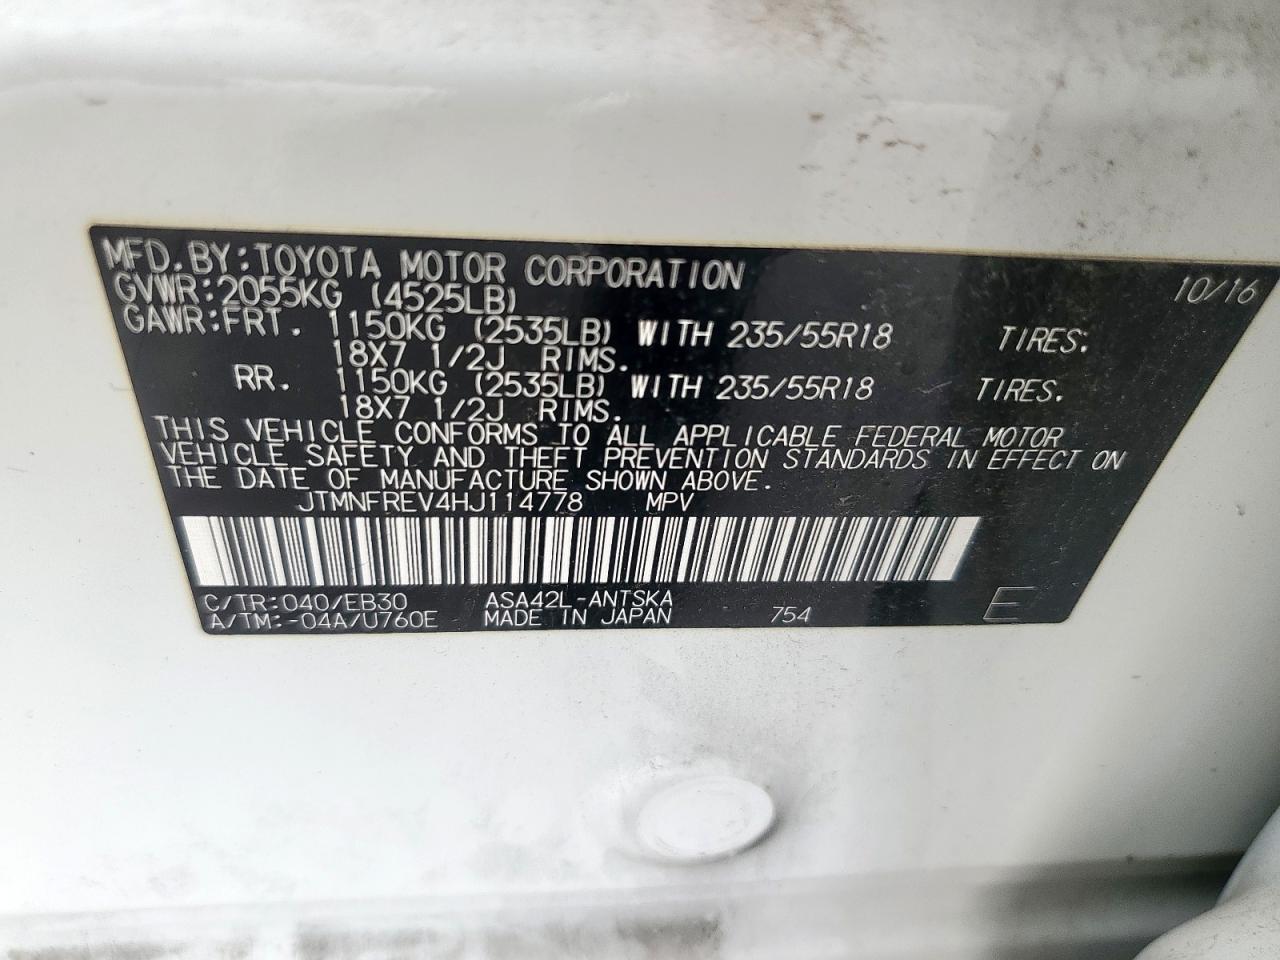 MFD. BY: TOYOTA MOTOR CORPORATION 10/16
GVWR: 2055KG (4525LB)
GAWR: FRT. 1150KG (2535LB) WITH 235/55R18 TIRES:
18X7 1/2J RIMS.
RR. 1150KG (2535LB) WITH 235/55R18 TIRES.
18X7 1/2J RIMS.
THIS VEHICLE CONFORMS TO ALL APPLICABLE FEDERAL MOTOR
VEHICLE SAFETY AND THEFT PREVENTION STANDARDS IN EFFECT ON
THE DATE OF MANUFACTURE SHOWN ABOVE.
JTMNFREV4HJ114778 MPV
C/TR: 040/EB30 ASA42L-ANTSKA
A/TM: -04A/U760E MADE IN JAPAN 754 E